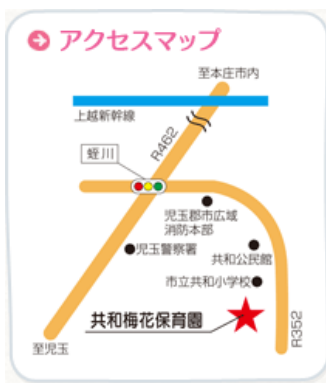 アクセスマップ
至本庄市内
上越新幹線
R462
蛭川
児玉郡市広域
消防本部
児玉警察署
共和公民館
市立共和小学校
共和梅花保育園
R352
至児玉